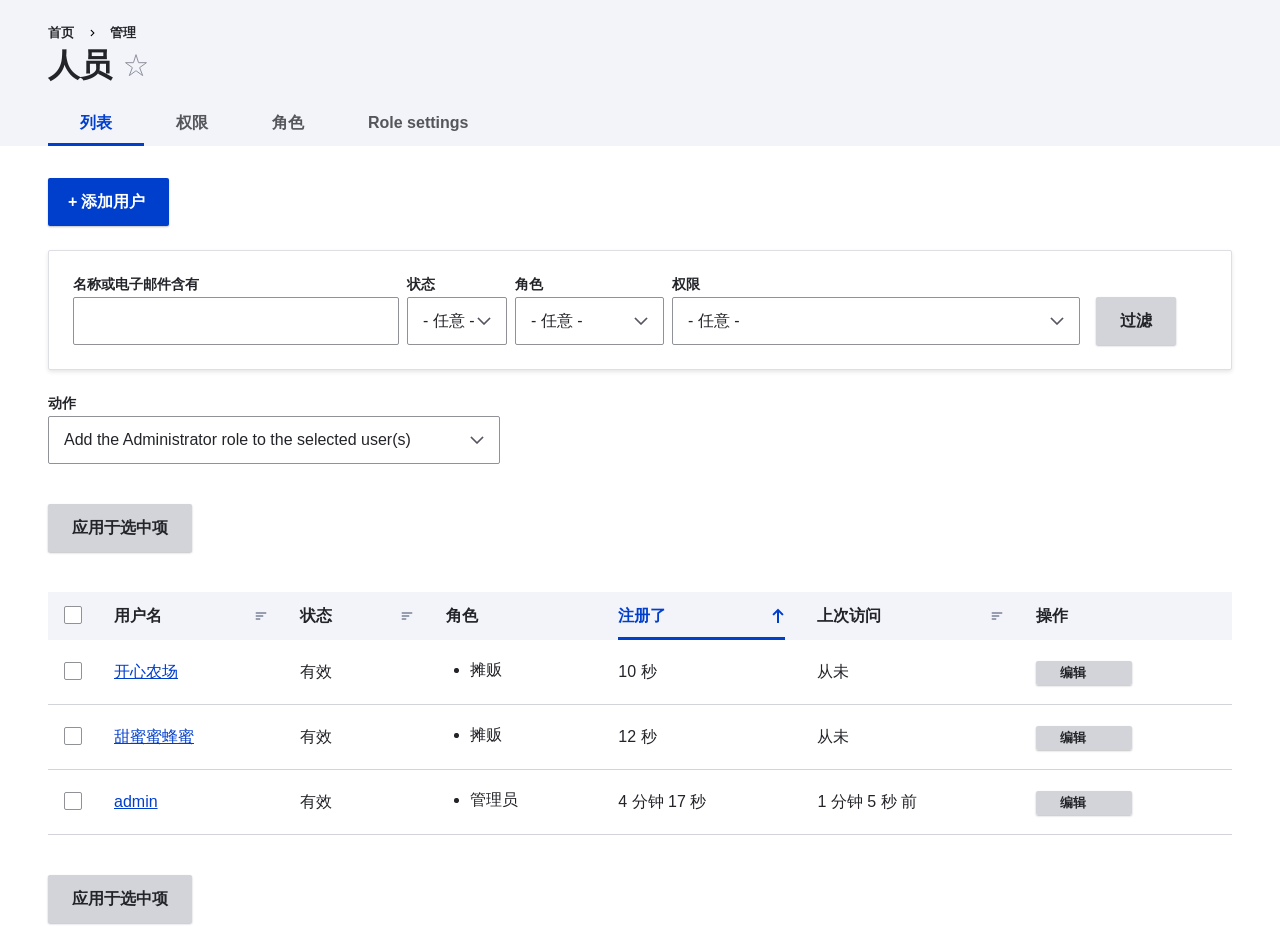 首页 › 管理
人员
列表 权限 角色 Role settings
+ 添加用户
名称或电子邮件含有 状态 角色 权限
- 任意 - - 任意 - - 任意 - 过滤
动作
Add the Administrator role to the selected user(s)
应用于选中项
用户名 状态 角色 注册了 上次访问 操作
开心农场 有效 • 摊贩 10 秒 从未 编辑
甜蜜蜜蜂蜜 有效 • 摊贩 12 秒 从未 编辑
admin 有效 • 管理员 4 分钟 17 秒 1 分钟 5 秒 前 编辑
应用于选中项